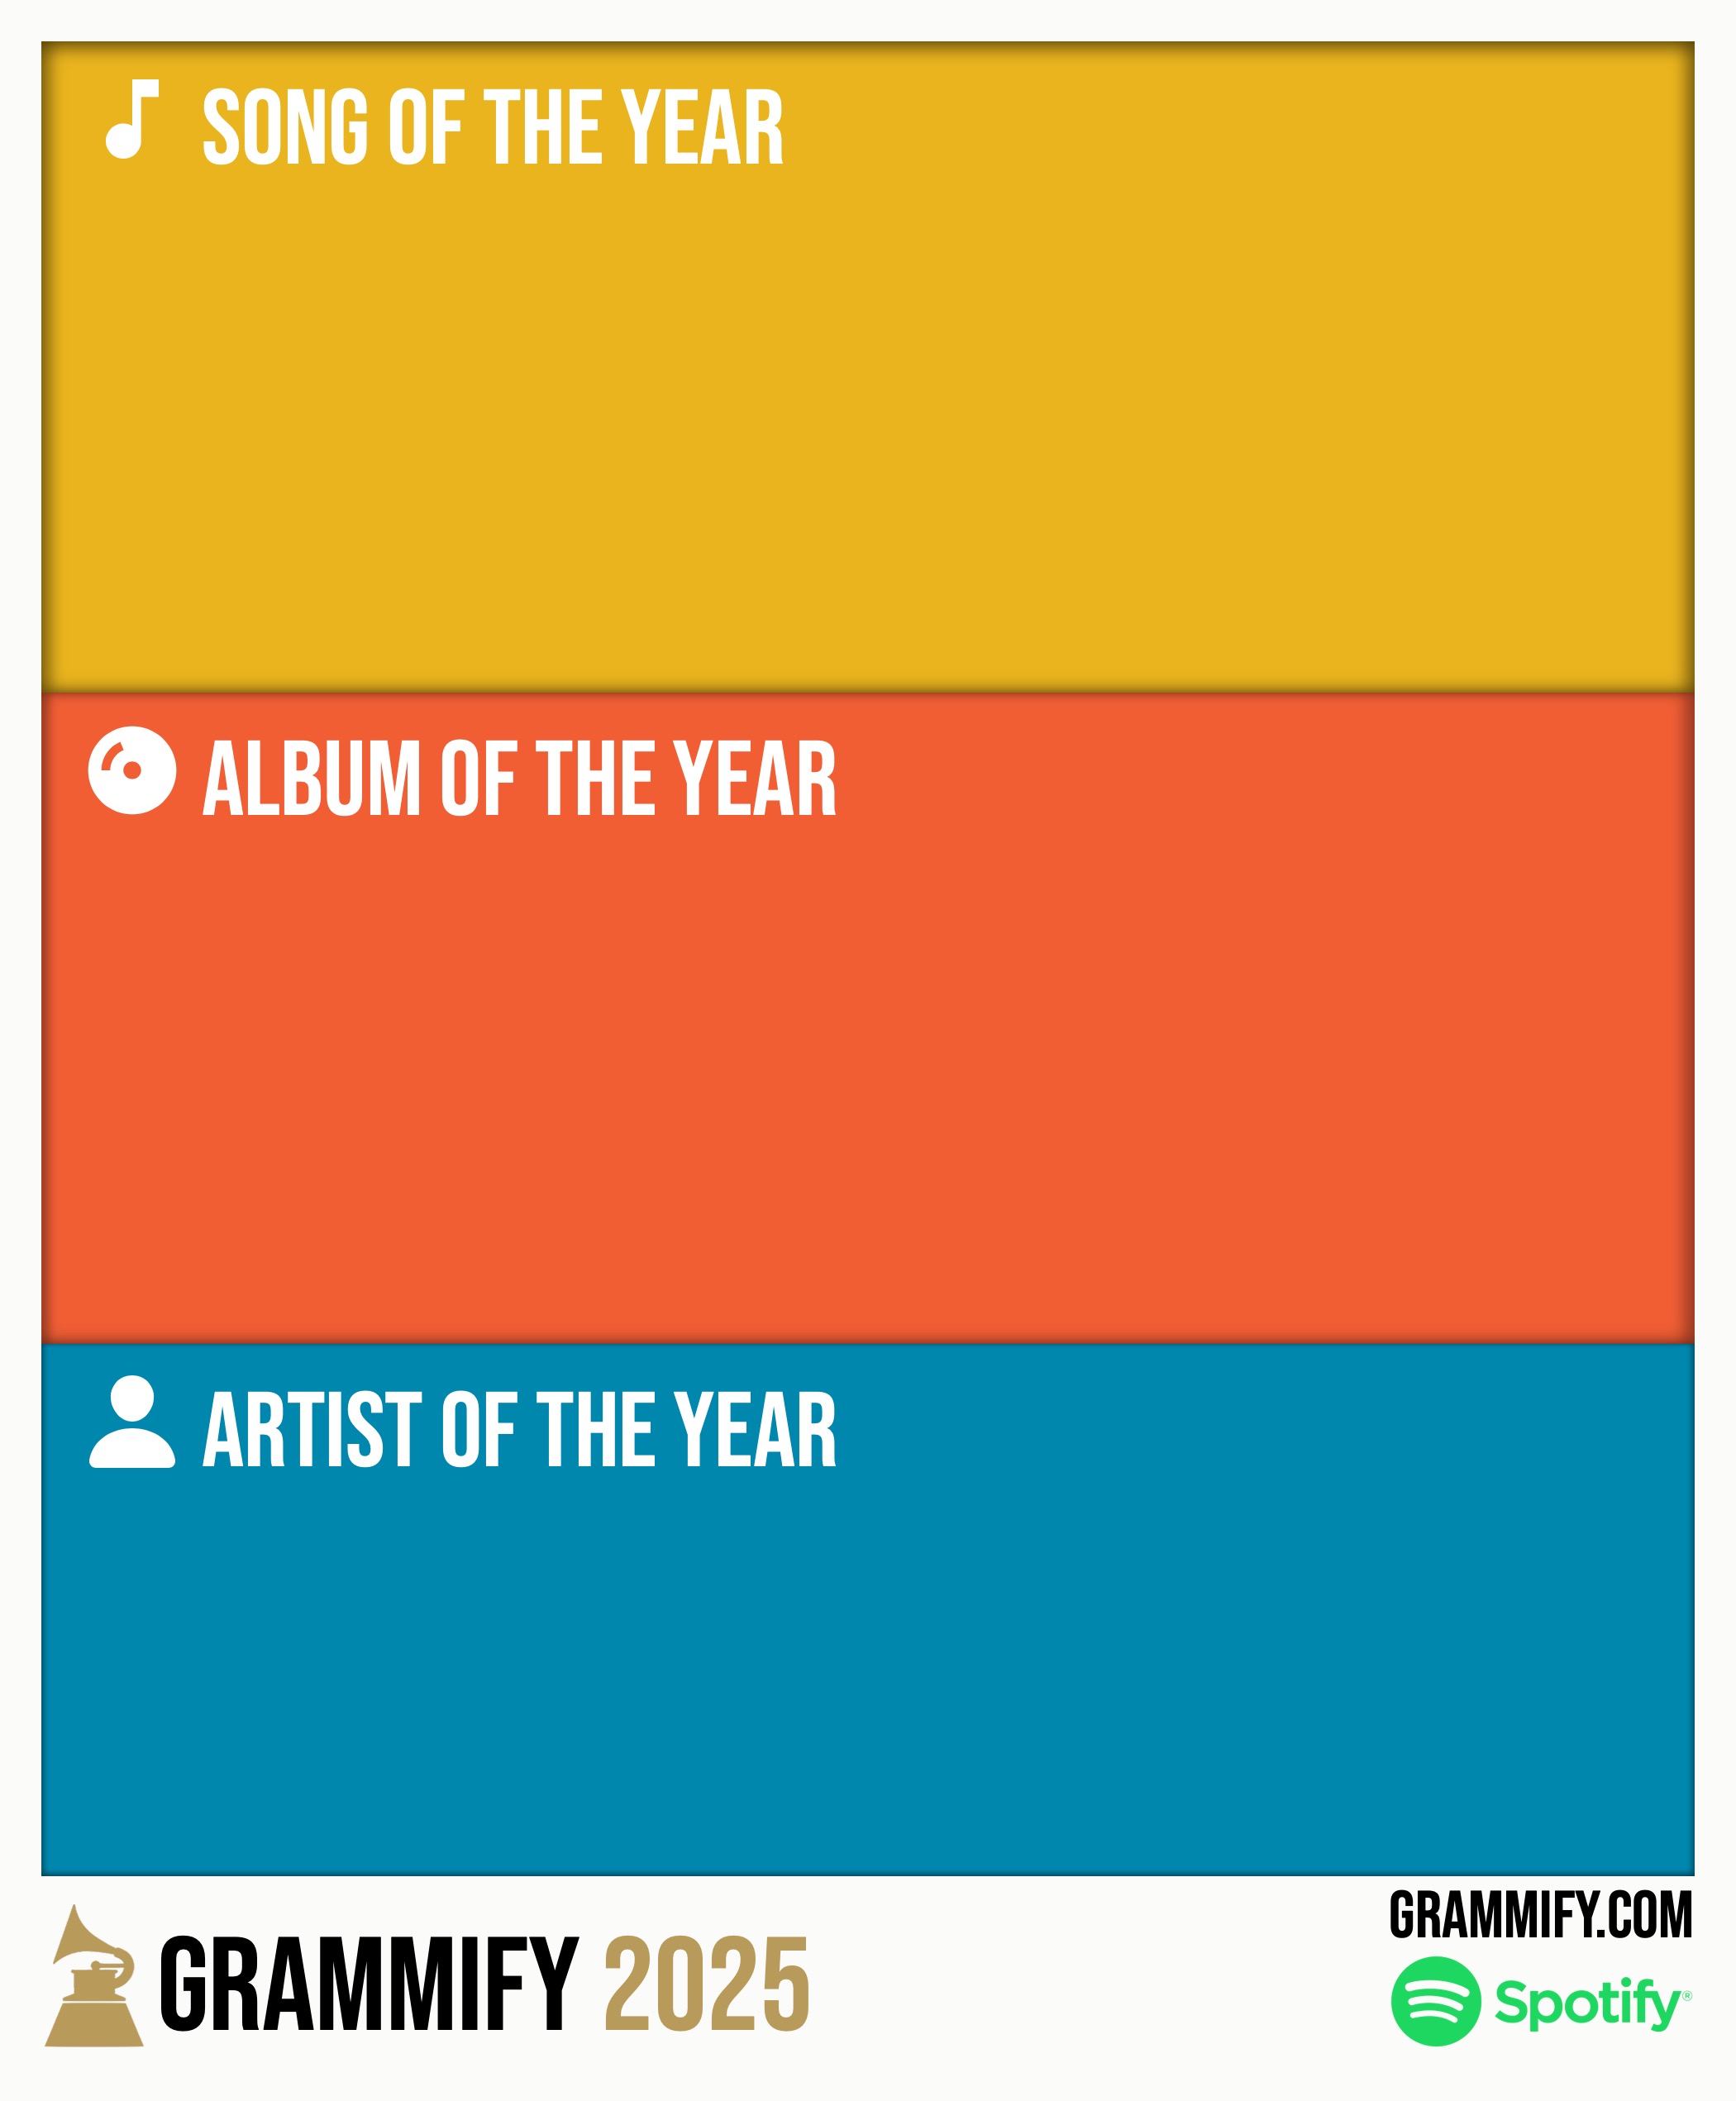 SONG OF THE YEAR
ALBUM OF THE YEAR
ARTIST OF THE YEAR
GRAMMIFY 2025
GRAMMIFY.COM
Spotify®